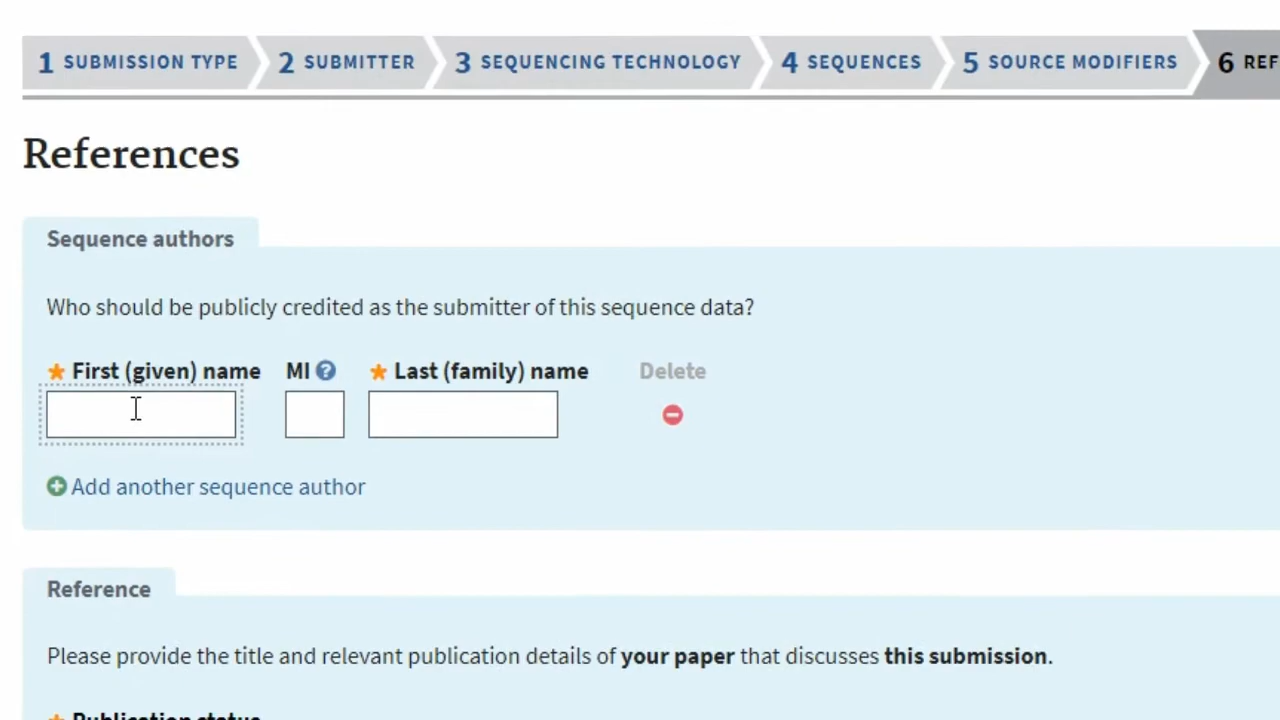 1 SUBMISSION TYPE 2 SUBMITTER 3 SEQUENCING TECHNOLOGY 4 SEQUENCES 5 SOURCE MODIFIERS 6 REF
References
Sequence authors
Who should be publicly credited as the submitter of this sequence data?
First (given) name MI ? Last (family) name Delete
Add another sequence author
Reference
Please provide the title and relevant publication details of your paper that discusses this submission.
Publication status